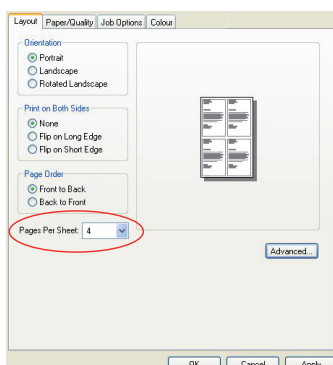 Layout Paper/Quality Job Options Colour
Orientation
Portrait
Landscape
Rotated Landscape
Print on Both Sides
None
Flip on Long Edge
Flip on Short Edge
Page Order
Front to Back
Back to Front
Pages Per Sheet: 4
Advanced...
OK Cancel Apply